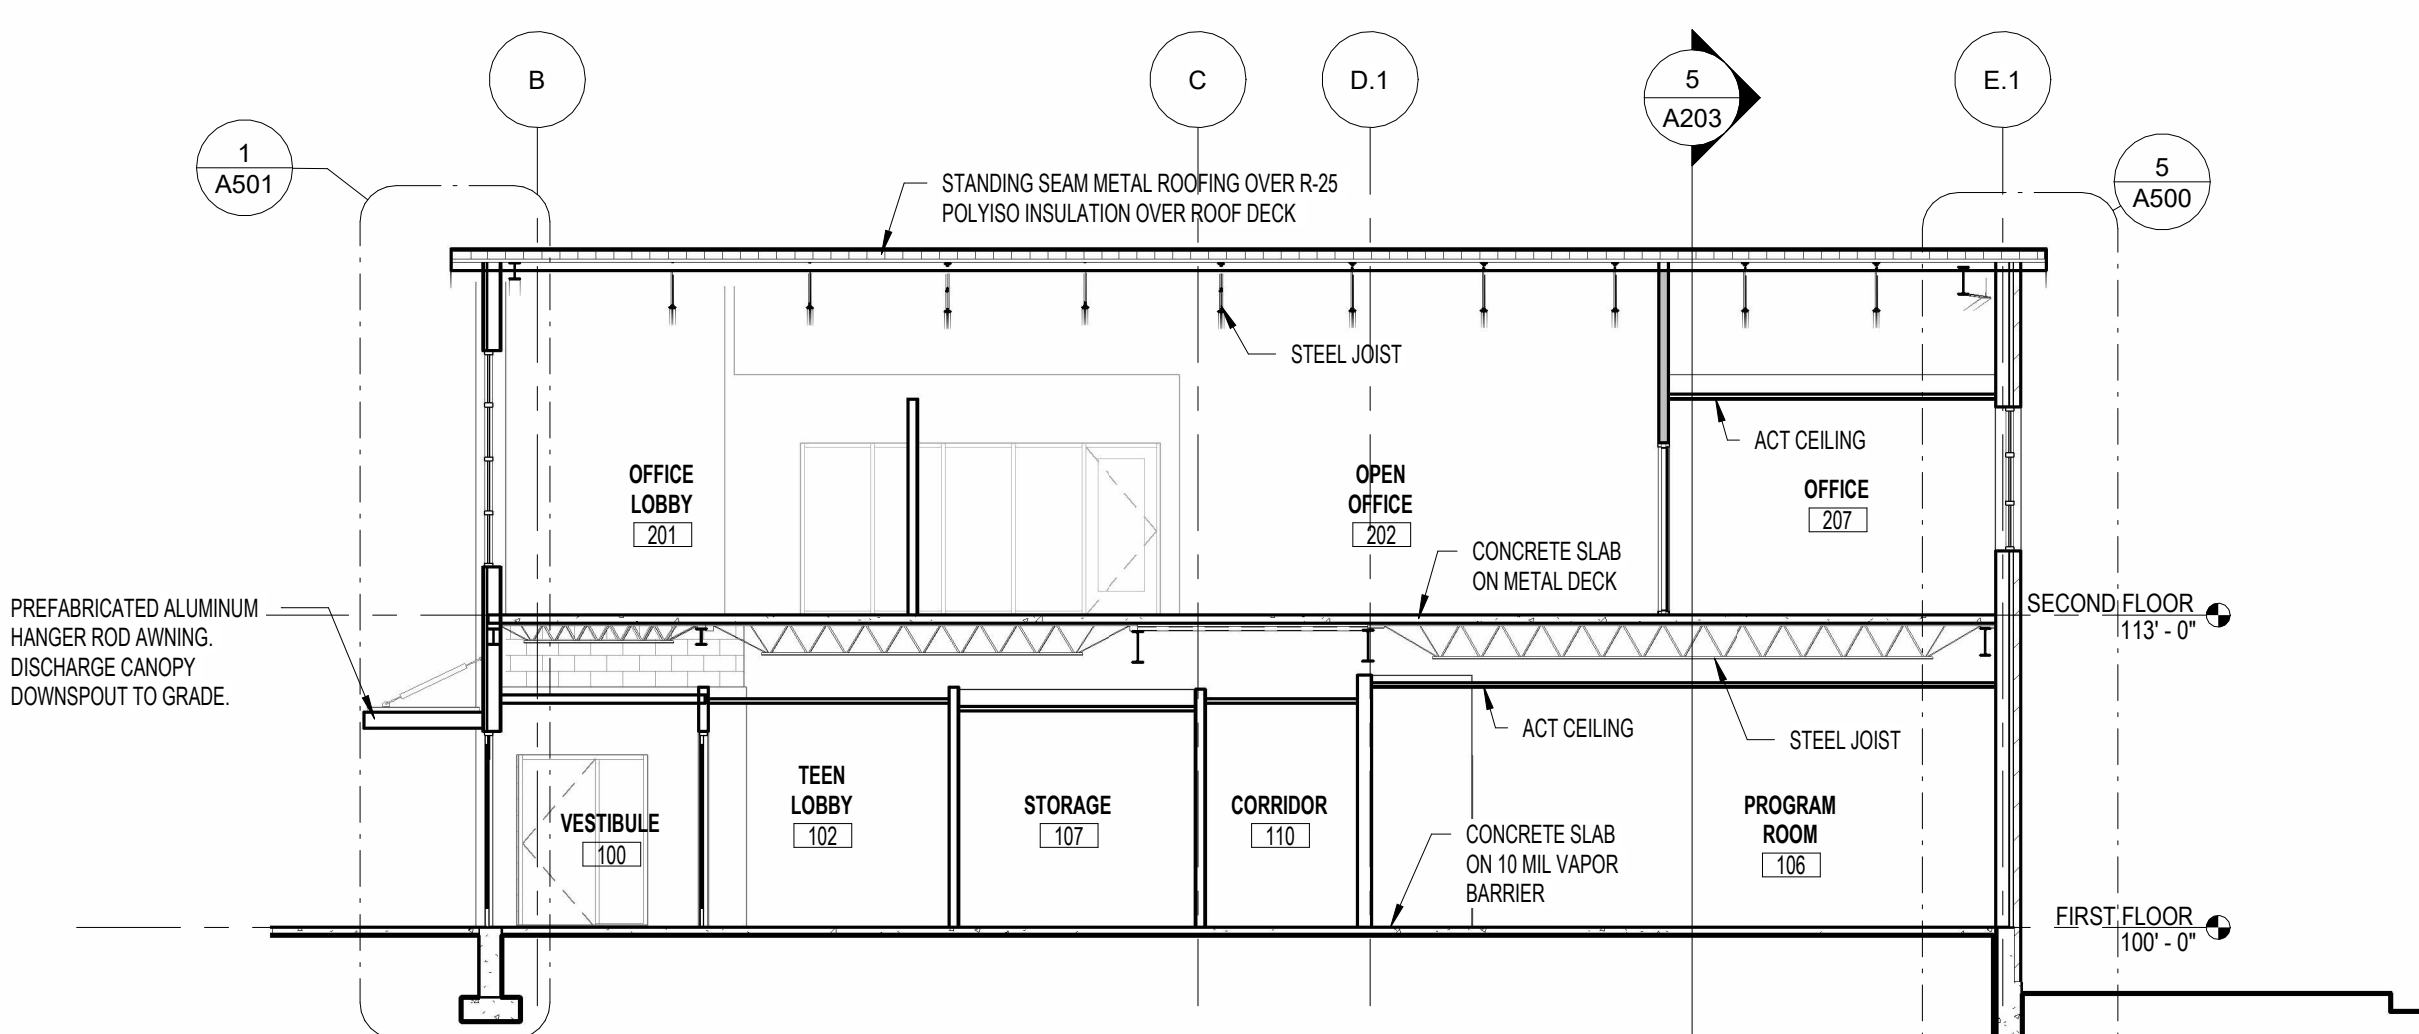 B
C
D.1
5
A203
E.1
1
A501
5
A500
STANDING SEAM METAL ROOFING OVER R-25
POLYISO INSULATION OVER ROOF DECK
STEEL JOIST
ACT CEILING
OFFICE
LOBBY
201
OPEN
OFFICE
202
OFFICE
207
CONCRETE SLAB
ON METAL DECK
PREFABRICATED ALUMINUM
HANGER ROD AWNING.
DISCHARGE CANOPY
DOWNSPOUT TO GRADE.
SECOND FLOOR
113' - 0"
ACT CEILING
STEEL JOIST
VESTIBULE
100
TEEN
LOBBY
102
STORAGE
107
CORRIDOR
110
PROGRAM
ROOM
106
CONCRETE SLAB
ON 10 MIL VAPOR
BARRIER
FIRST FLOOR
100' - 0"